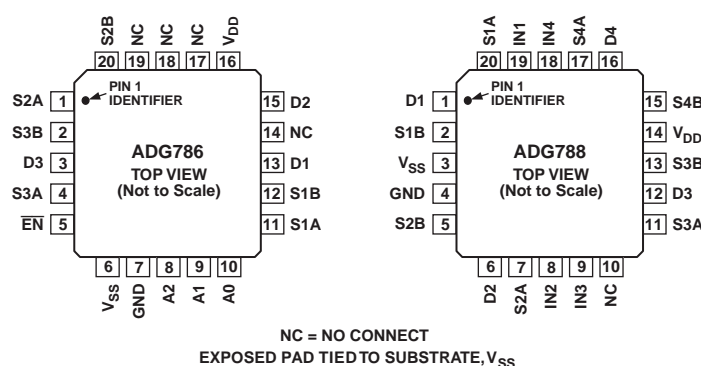 S2B NC NC NC VDD
20 19 18 17 16
PIN 1
IDENTIFIER
S2A 1
S3B 2
D3 3
S3A 4
EN 5
ADG786
TOP VIEW
(Not to Scale)
15 D2
14 NC
13 D1
12 S1B
11 S1A
6 7 8 9 10
VSS GND A2 A1 A0
S1A IN1 IN4 S4A D4
20 19 18 17 16
PIN 1
IDENTIFIER
D1 1
S1B 2
VSS 3
GND 4
S2B 5
ADG788
TOP VIEW
(Not to Scale)
15 S4B
14 VDD
13 S3B
12 D3
11 S3A
6 7 8 9 10
D2 S2A IN2 IN3 NC
NC = NO CONNECT
EXPOSED PAD TIED TO SUBSTRATE, VSS